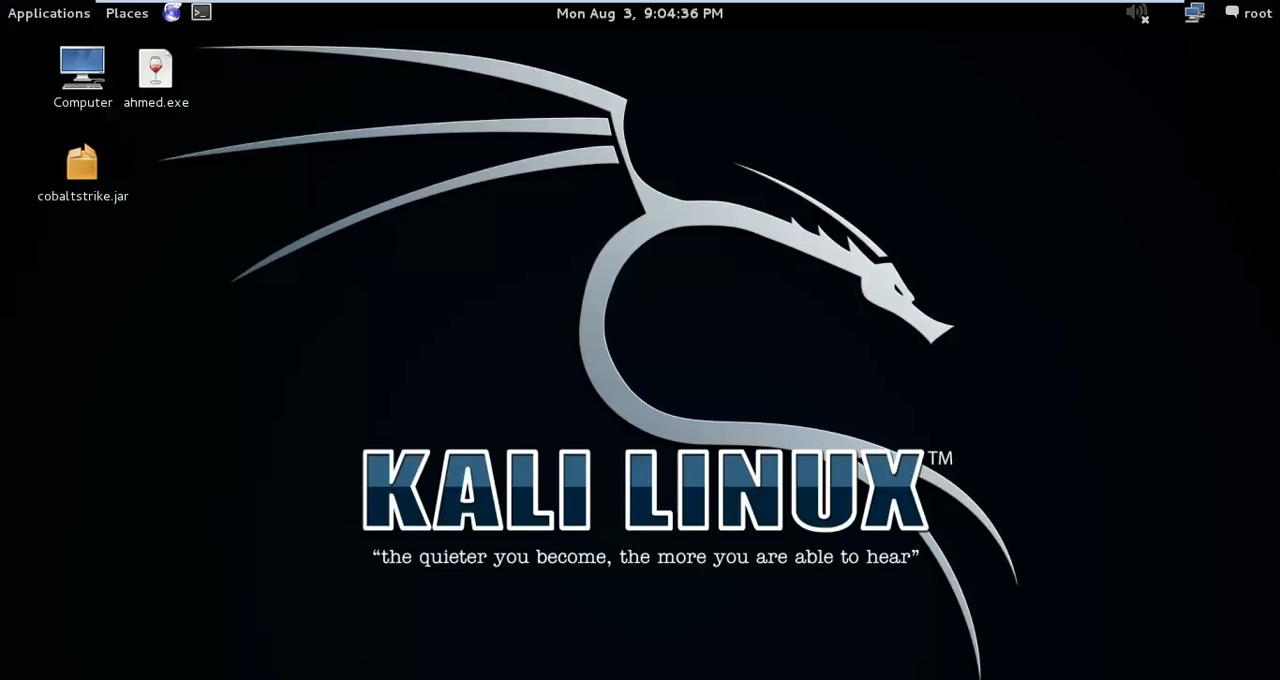 Applications Places Mon Aug 3, 9:04:36 PM root
Computer ahmed.exe
cobaltstrike.jar
KALI LINUX™
“the quieter you become, the more you are able to hear”